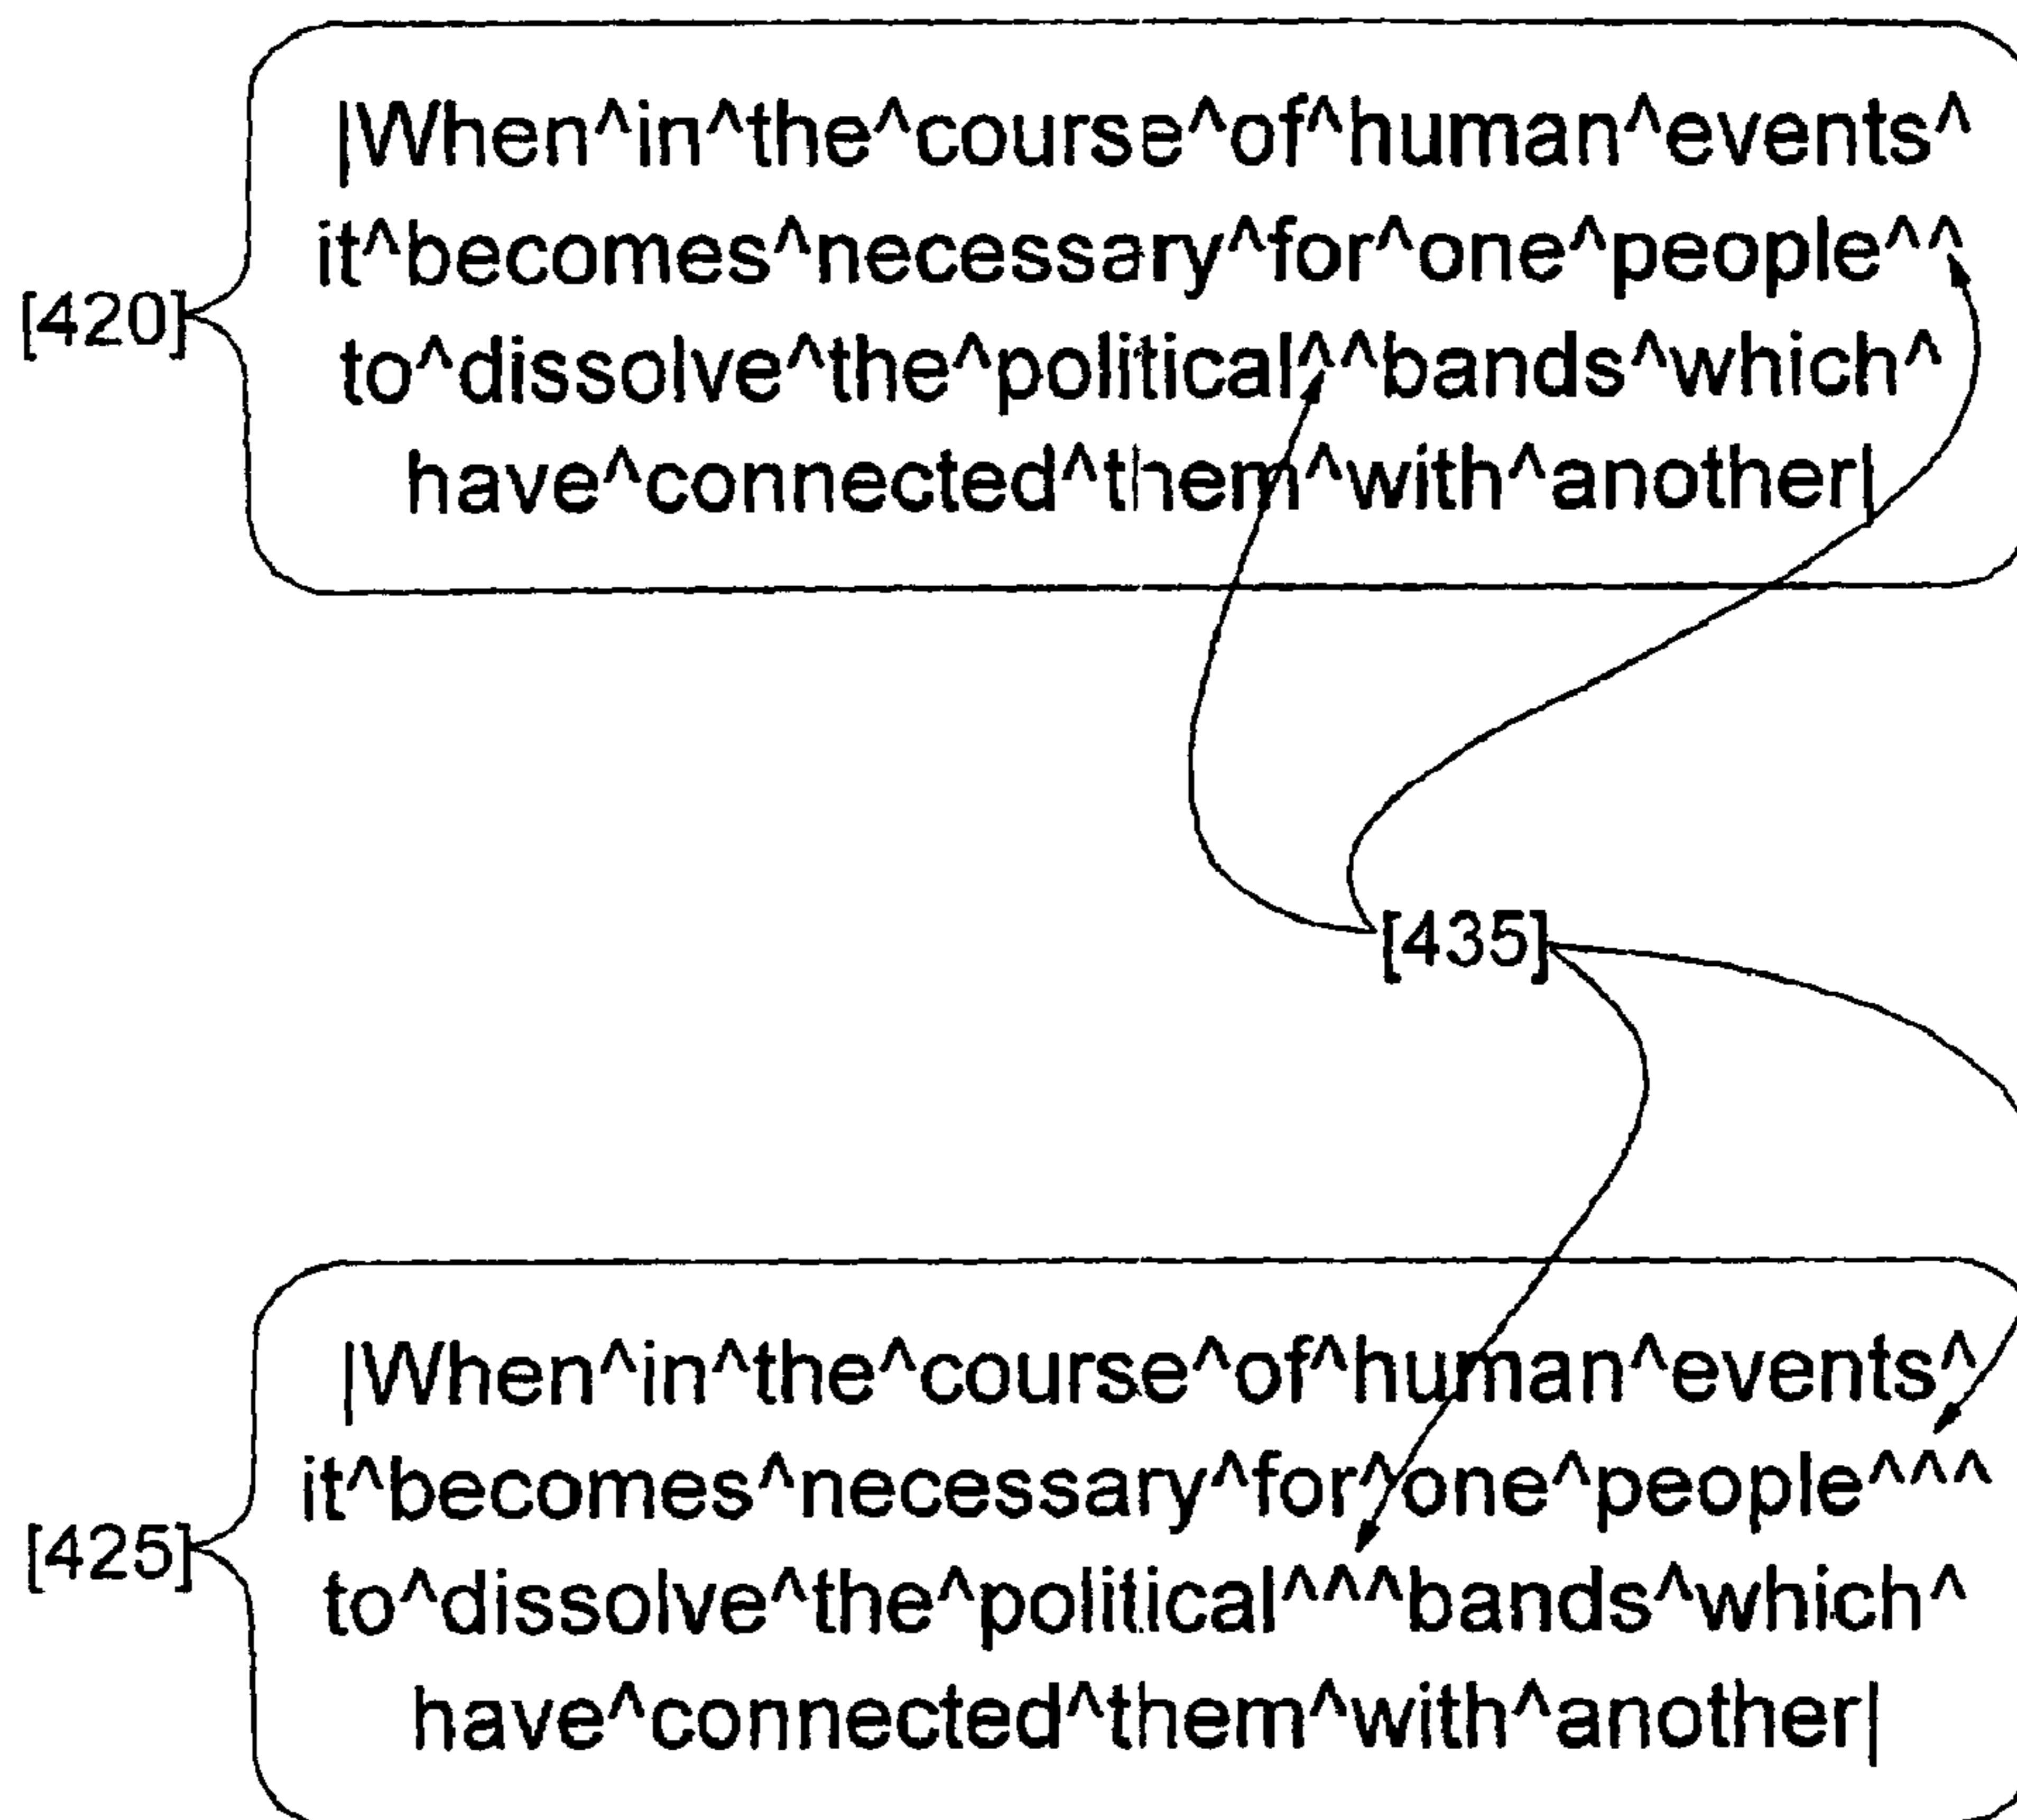 |When^in^the^course^of^human^events^
it^becomes^necessary^for^one^people^^
[420]
to^dissolve^the^political^^bands^which^
have^connected^them^with^another|
[435]
|When^in^the^course^of^human^events^
it^becomes^necessary^for^one^people^^^
[425]
to^dissolve^the^political^^^bands^which^
have^connected^them^with^another|